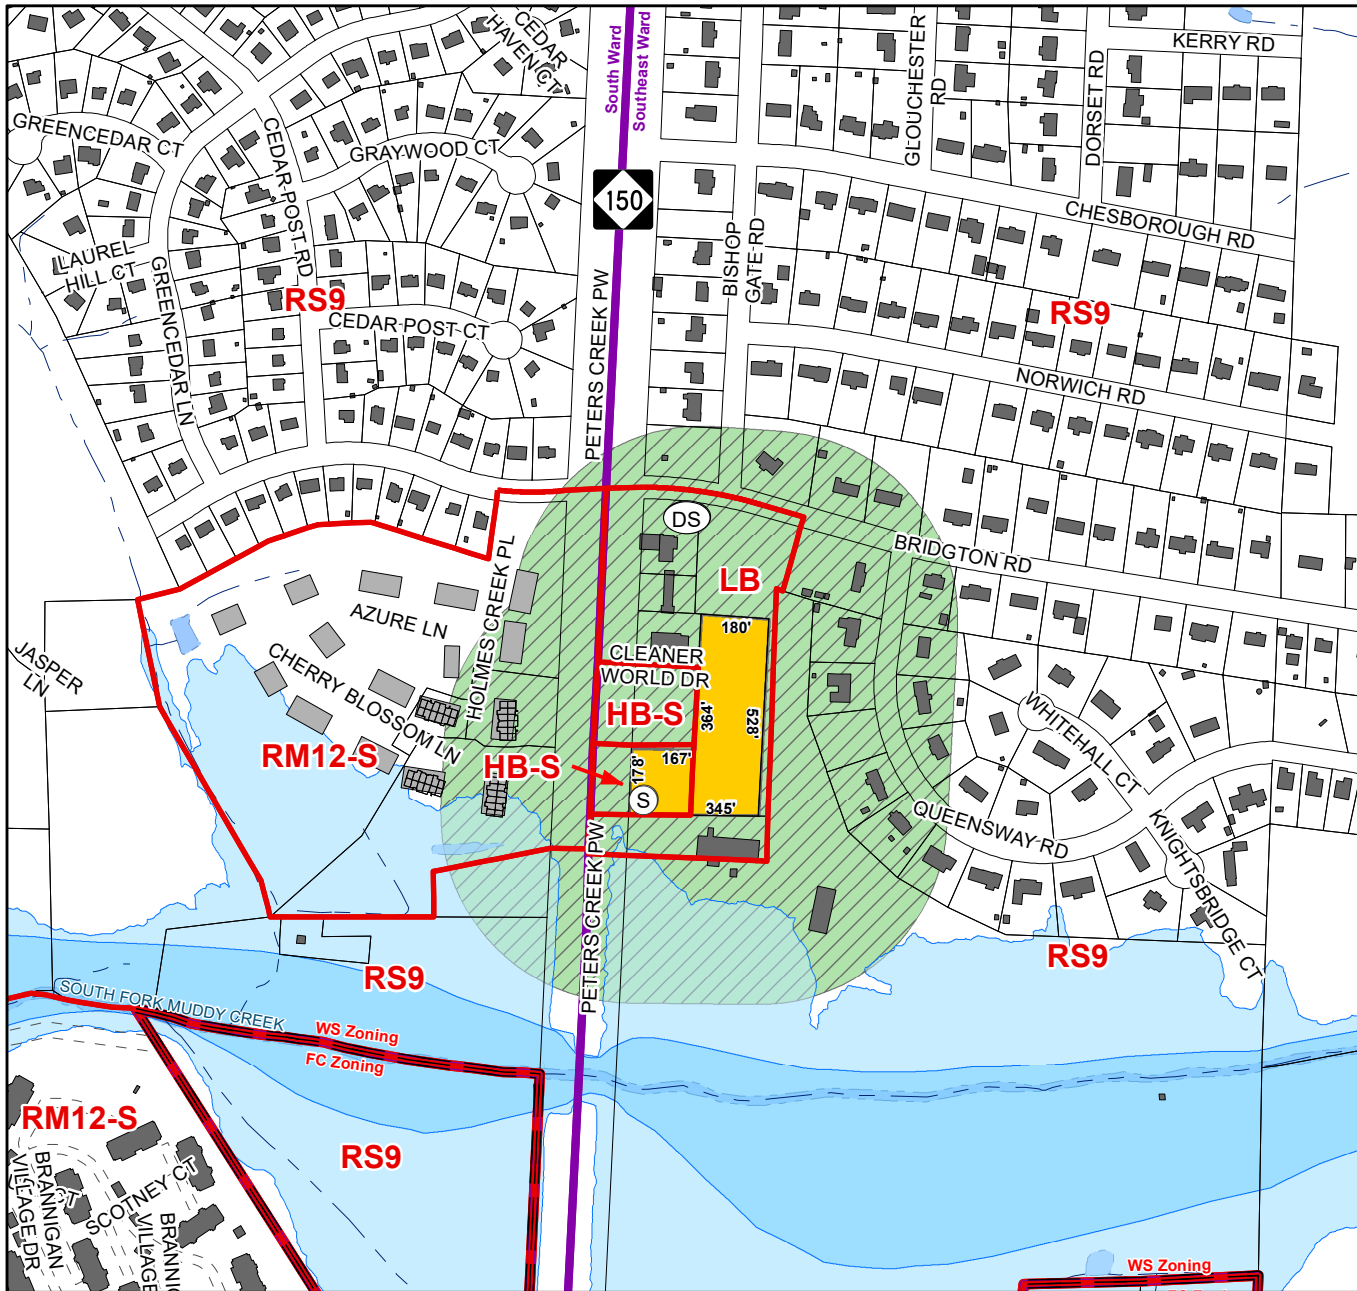 CEDAR
HAVEN CT
South Ward
Southeast Ward
GLOUCHESTER
RD
DORSET RD
KERRY RD
GREENCEDAR CT
CEDAR POST RD
GRAYWOOD CT
150
CHESBOROUGH RD
LAUREL
HILL CT
GREENCEDAR LN
RS9
CEDAR POST CT
PETERS CREEK PW
BISHOP
GATE RD
RS9
NORWICH RD
DS
BRIDGTON RD
LB
HOLMES CREEK PL
AZURE LN
180'
CLEANER
WORLD DR
JASPER
LN
CHERRY BLOSSOM LN
HB-S
364'
528'
WHITEHALL CT
RM12-S
HB-S
167'
178'
S
345'
QUEENSWAY RD
KNIGHTSBRIDGE CT
PETERS CREEK PW
RS9
RS9
SOUTH FORK MUDDY CREEK
WS Zoning
FC Zoning
RM12-S
RS9
BRANNIGAN
VILLAGE DR
CT
SCOTNEY CT
BRANNIG
VILLAGE
WS Zoning